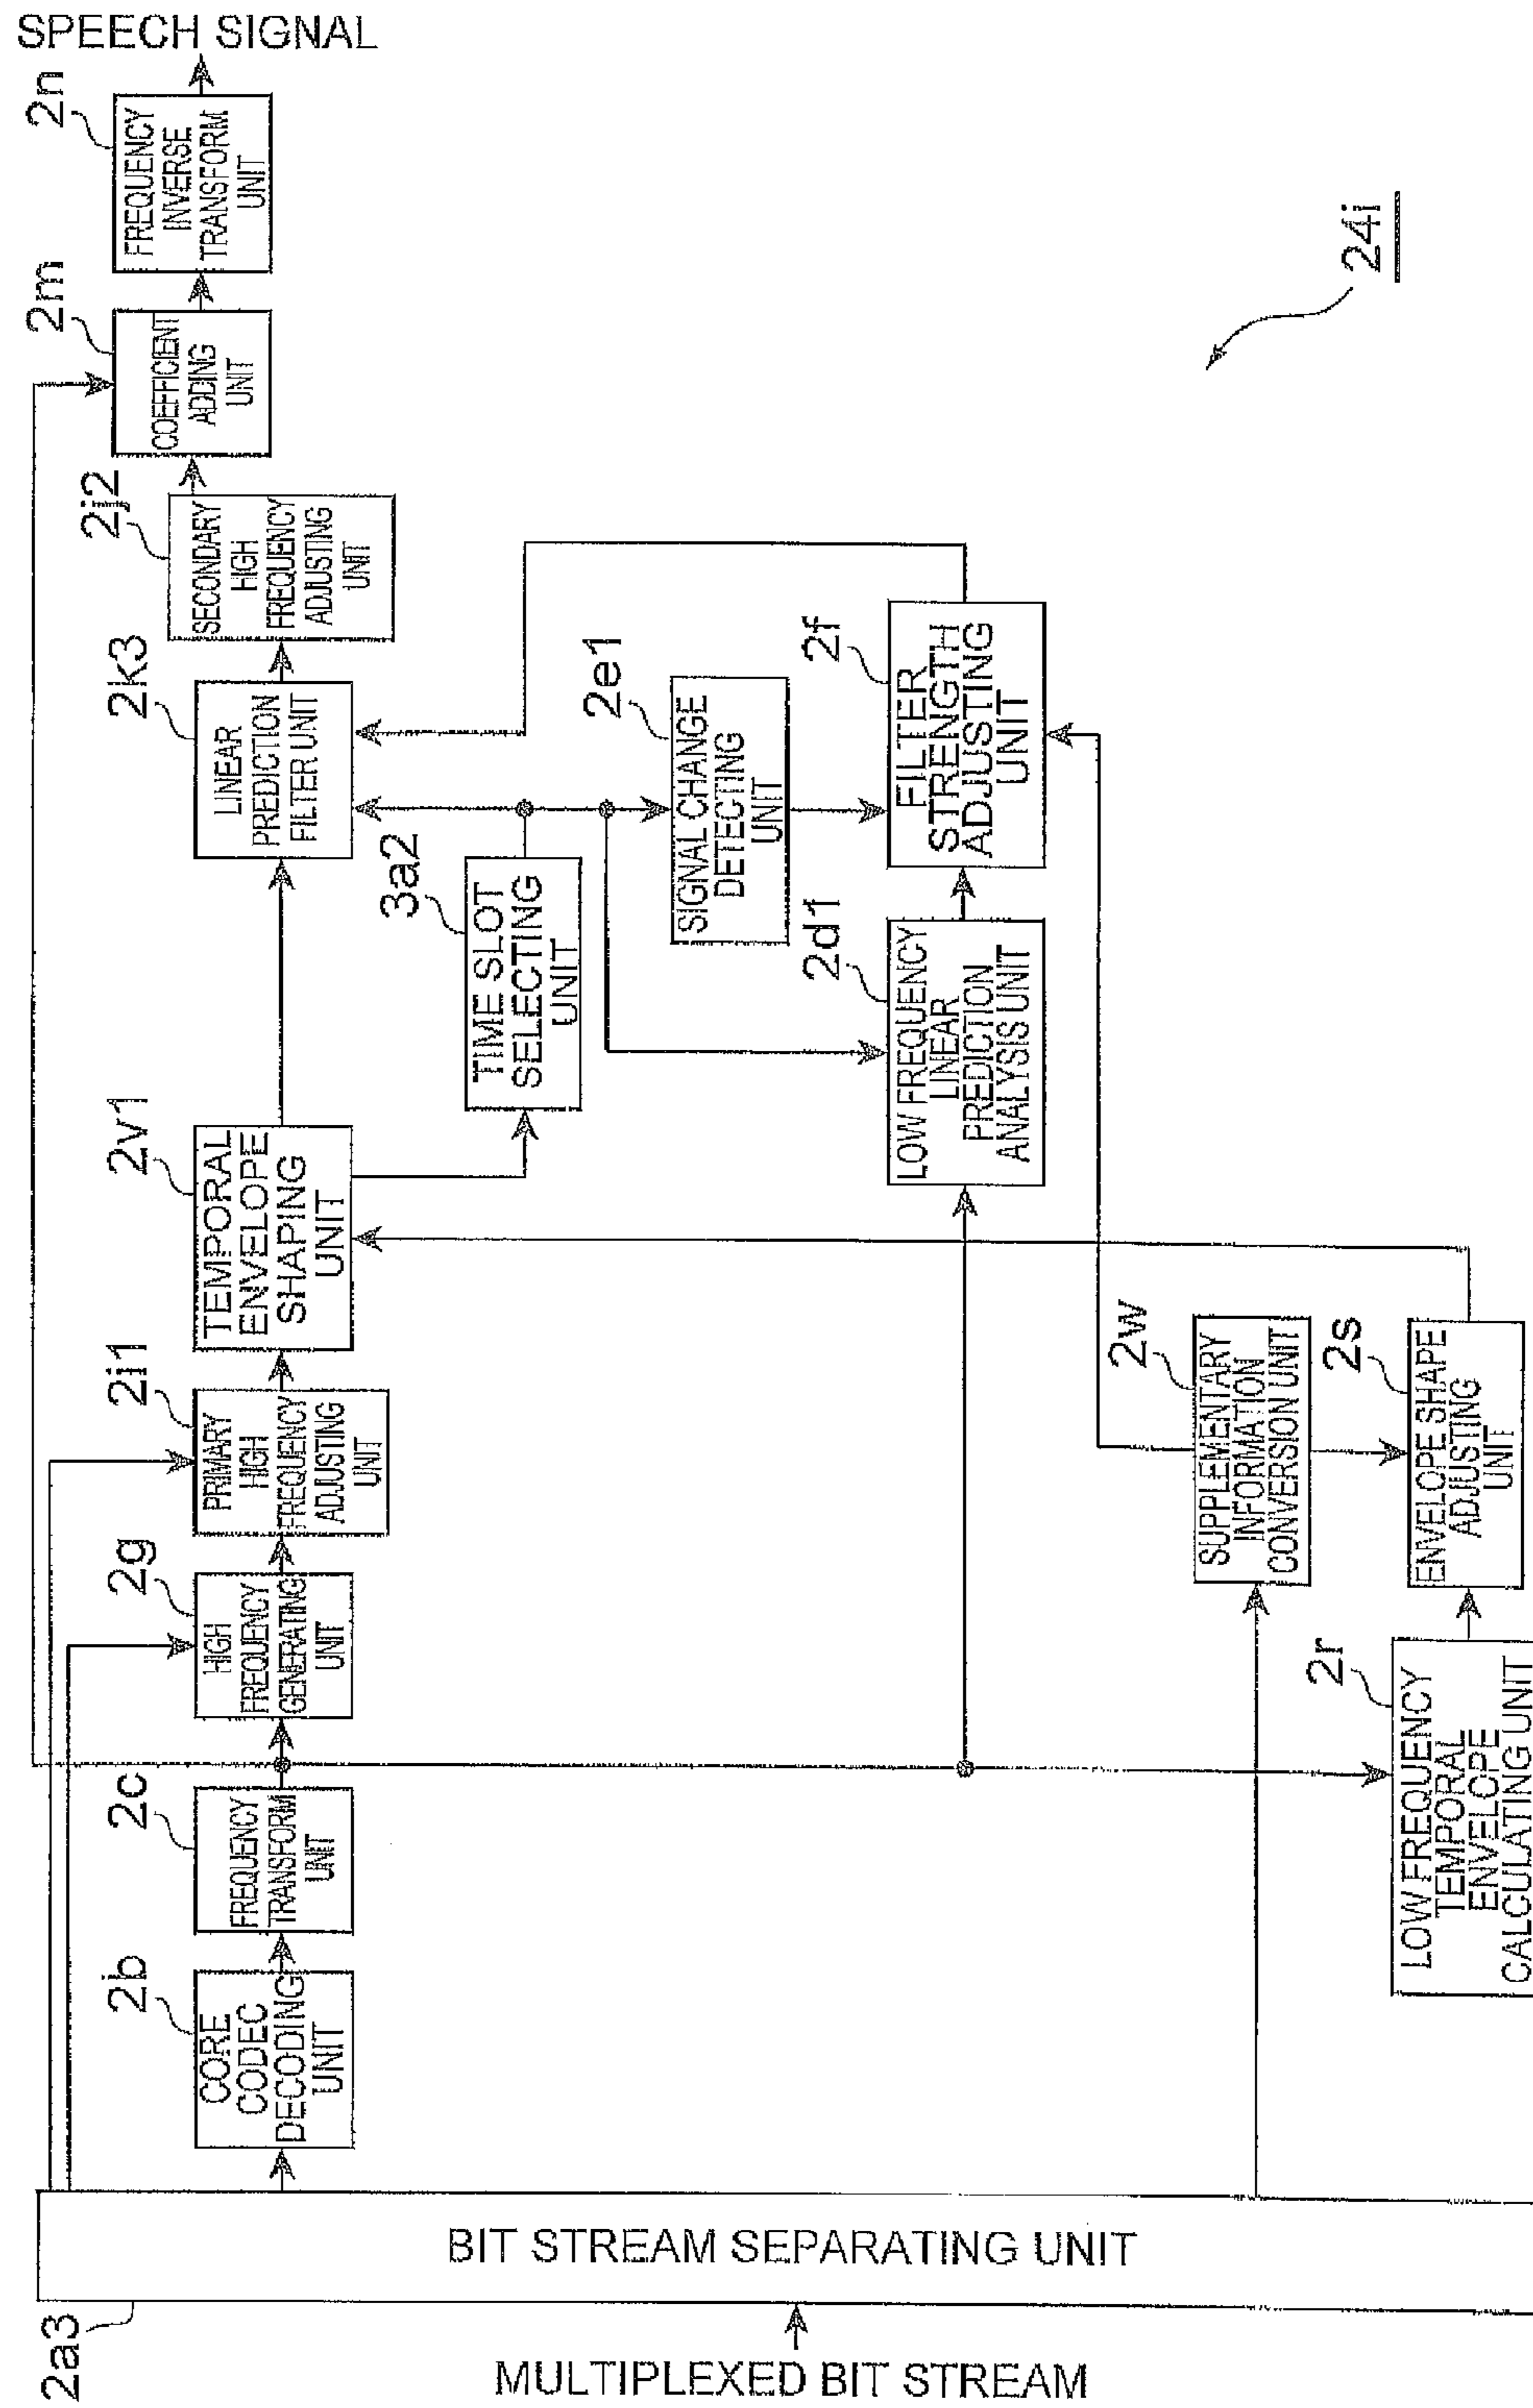 SPEECH SIGNAL
2n
FREQUENCY
INVERSE
TRANSFORM
UNIT
2m
COEFFICIENT
ADDING
UNIT
2j2
SECONDARY
HIGH
FREQUENCY
ADJUSTING
UNIT
2k3
LINEAR
PREDICTION
FILTER UNIT
2e1
SIGNAL CHANGE
DETECTING
UNIT
2f
FILTER
STRENGTH
ADJUSTING
UNIT
3a2
TIME SLOT
SELECTING
UNIT
2d1
LOW FREQUENCY
LINEAR
PREDICTION
ANALYSIS UNIT
2v1
TEMPORAL
ENVELOPE
SHAPING
UNIT
2i1
PRIMARY
HIGH
FREQUENCY
ADJUSTING
UNIT
2g
HIGH
FREQUENCY
GENERATING
UNIT
2w
SUPPLEMENTARY
INFORMATION
CONVERSION UNIT
2s
ENVELOPE SHAPE
ADJUSTING
UNIT
2r
LOW FREQUENCY
TEMPORAL
ENVELOPE
CALCULATING UNIT
2c
FREQUENCY
TRANSFORM
UNIT
2b
CORE
CODEC
DECODING
UNIT
2a3
BIT STREAM SEPARATING UNIT
MULTIPLEXED BIT STREAM
24i